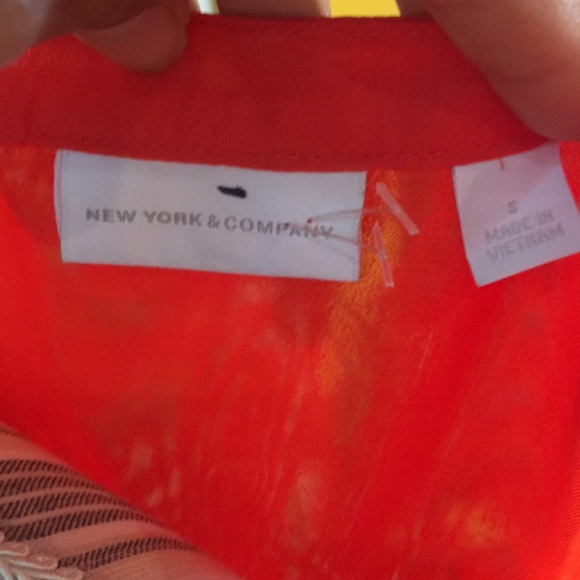 NEW YORK & COMPANY
S
MADE IN
VIETNAM